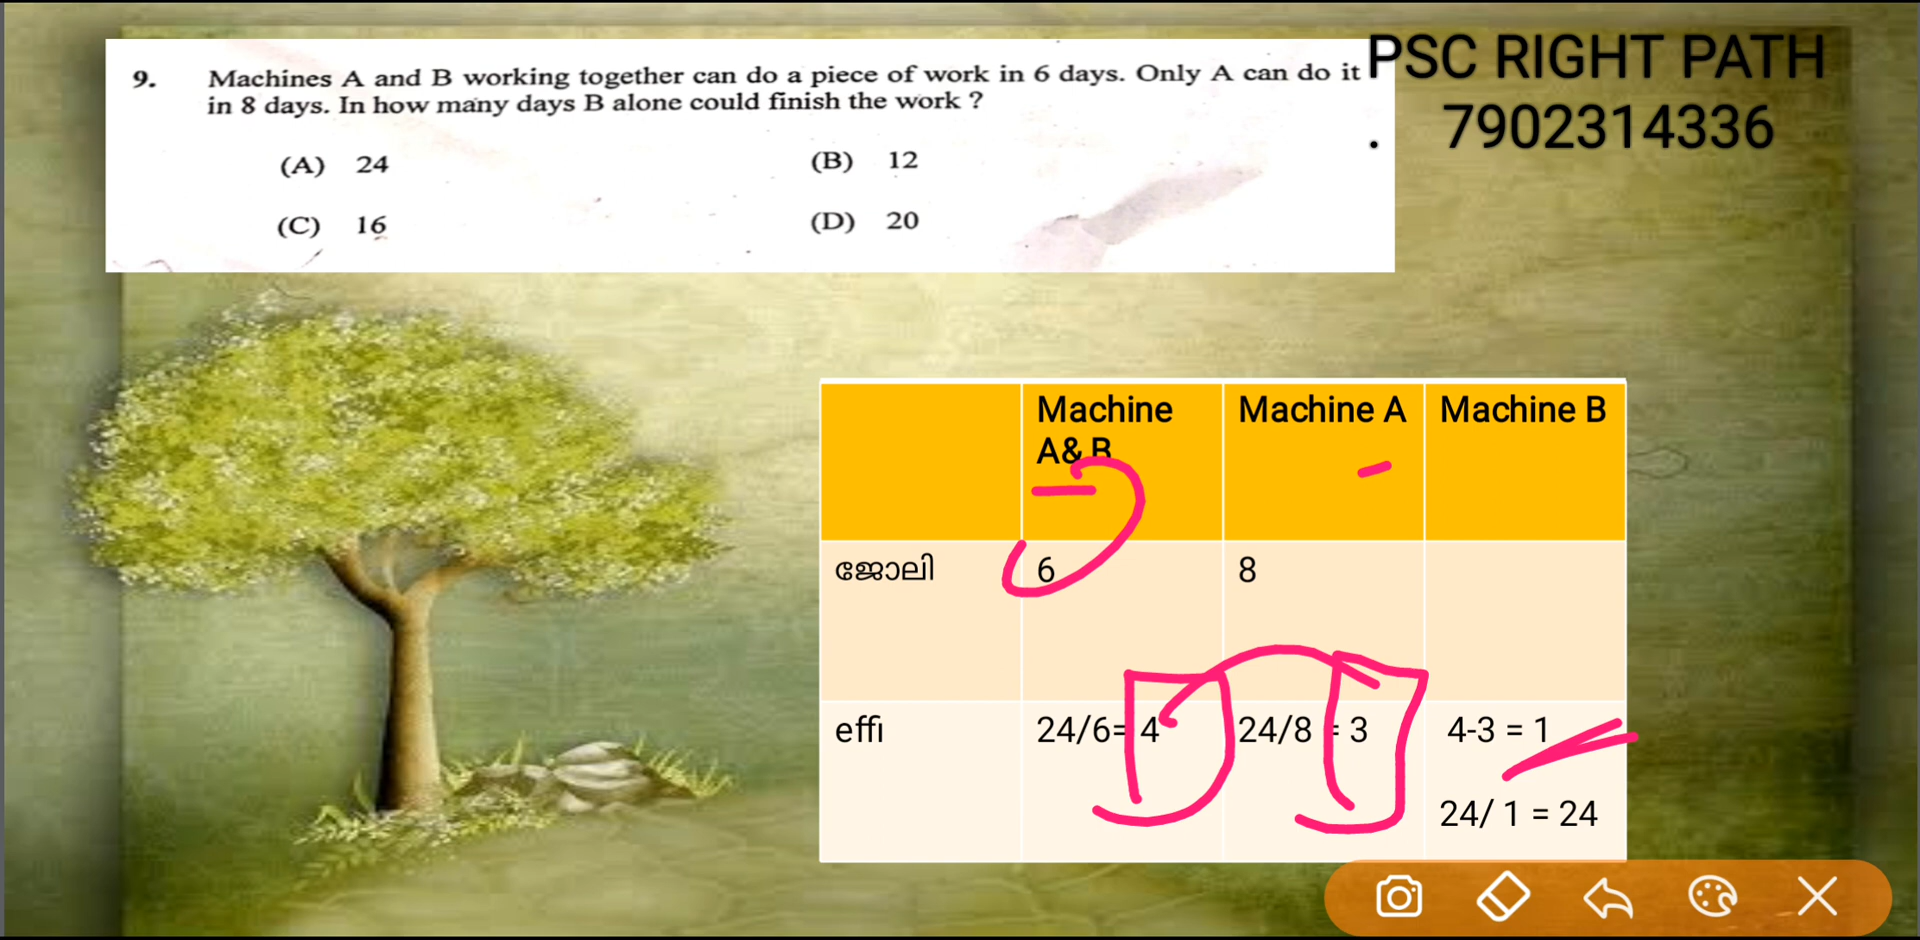 9. Machines A and B working together can do a piece of work in 6 days. Only A can do it
in 8 days. In how many days B alone could finish the work ?
(A) 24 (B) 12
(C) 16 (D) 20
PSC RIGHT PATH
. 7902314336
Machine A& B Machine A Machine B
ജോലി 6 8
effi 24/6= 4 24/8 = 3 4-3 = 1
24/ 1 = 24